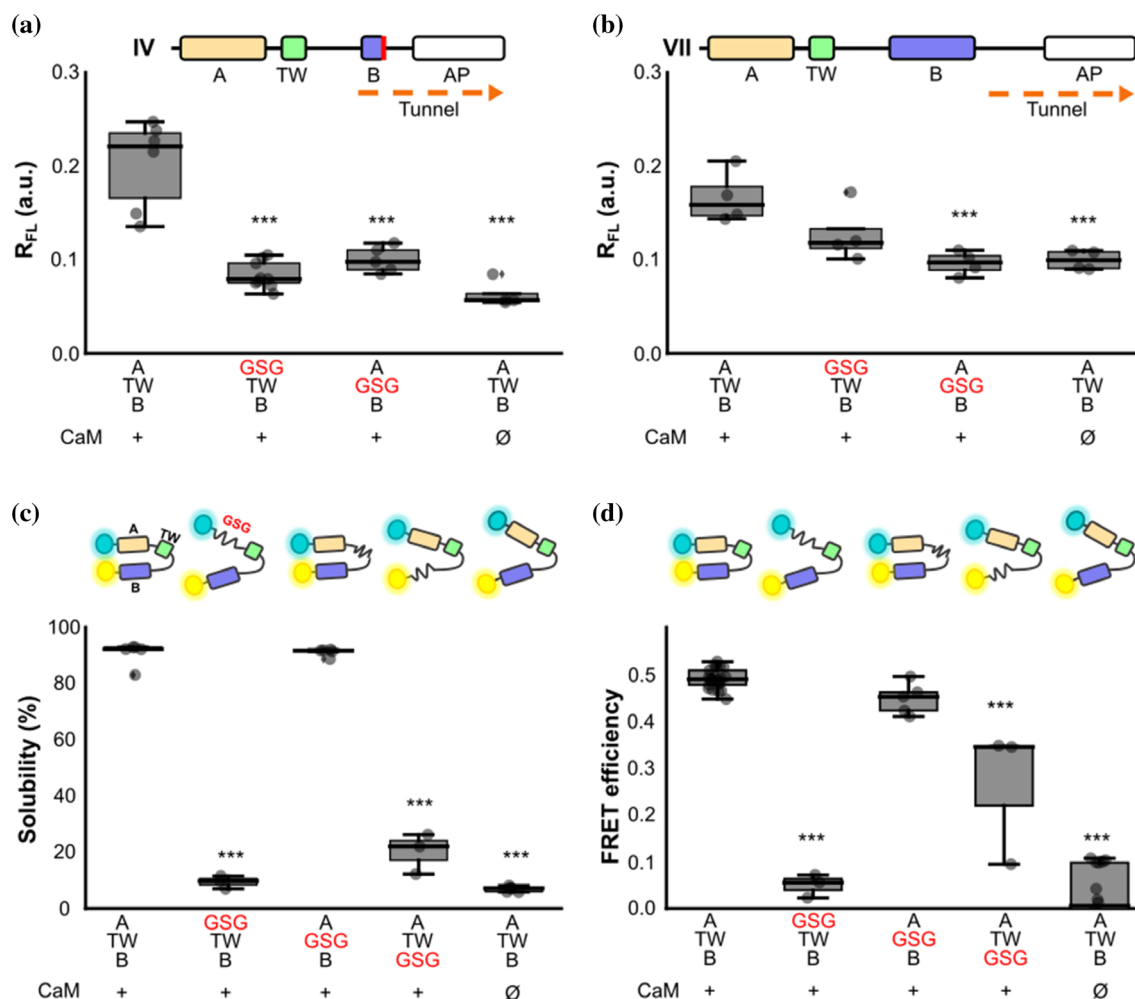 (a)
IV
A
TW
B
AP
Tunnel
0.3
0.2
0.1
0.0
R_FL (a.u.)
***
***
***
A
GSG
A
A
TW
TW
GSG
TW
B
B
B
B
CaM
+
+
+
Ø
(b)
VII
A
TW
B
AP
Tunnel
0.3
0.2
0.1
0.0
R_FL (a.u.)
***
***
A
GSG
A
A
TW
TW
GSG
TW
B
B
B
B
CaM
+
+
+
Ø
(c)
A
TW
B
GSG
100
80
60
40
20
0
Solubility (%)
***
***
***
A
GSG
A
A
A
TW
TW
GSG
TW
TW
B
B
B
GSG
B
CaM
+
+
+
+
Ø
(d)
0.5
0.4
0.3
0.2
0.1
0.0
FRET efficiency
***
***
***
A
GSG
A
A
A
TW
TW
GSG
TW
TW
B
B
B
GSG
B
CaM
+
+
+
+
Ø